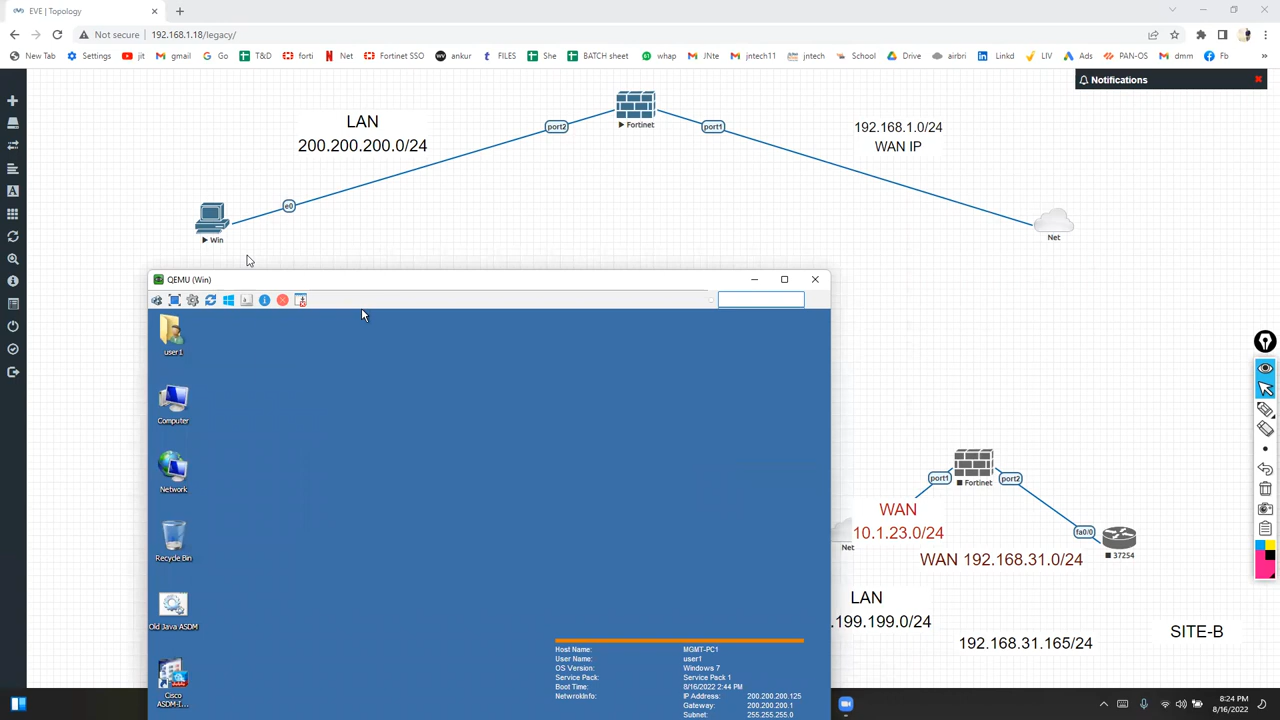 EVE | Topology
Not secure
192.168.1.18/legacy/
New Tab
Settings
jit
gmail
Go
T&D
forti
Net
Fortinet SSO
ankur
FILES
She
BATCH sheet
whap
JNte
jntech11
jntech
School
Drive
airbri
Linkd
LIV
Ads
PAN-OS
dmm
Fb
Notifications
LAN
200.200.200.0/24
port2
Fortinet
port1
192.168.1.0/24
WAN IP
e0
Win
Net
QEMU (Win)
user1
Computer
Network
Recycle Bin
Old Java ASDM
Cisco
ASDM-I...
Host Name: MGMT-PC1
User Name: user1
OS Version: Windows 7
Service Pack: Service Pack 1
Boot Time: 8/16/2022 2:44 PM
NetworkInfo: IP Address: 200.200.200.125
Gateway: 200.200.200.1
Subnet: 255.255.255.0
port1
Fortinet
port2
WAN
10.1.23.0/24
Net
fa0/0
37254
WAN 192.168.31.0/24
LAN
.199.199.0/24
192.168.31.165/24
SITE-B
8:24 PM
8/16/2022